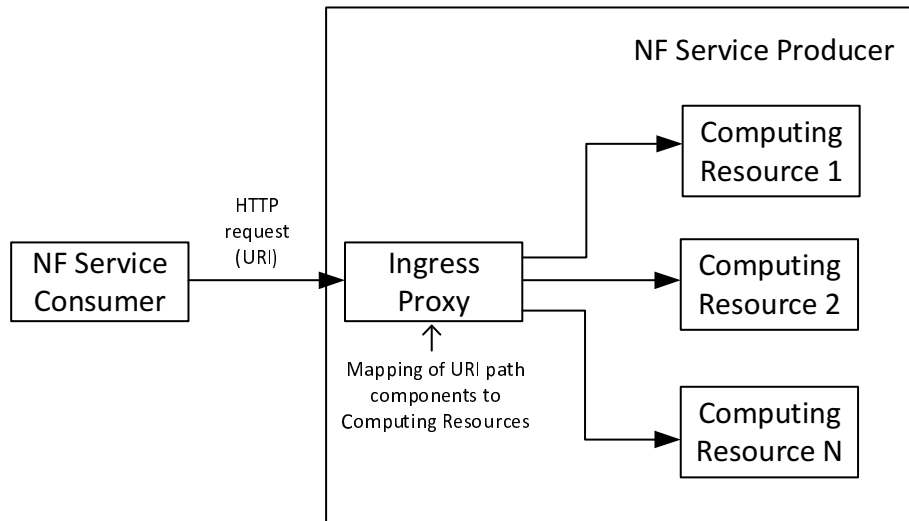 NF Service Producer
Computing
Resource 1
HTTP
request
(URI)
NF Service
Consumer
Ingress
Proxy
Computing
Resource 2
Mapping of URI path
components to
Computing Resources
Computing
Resource N